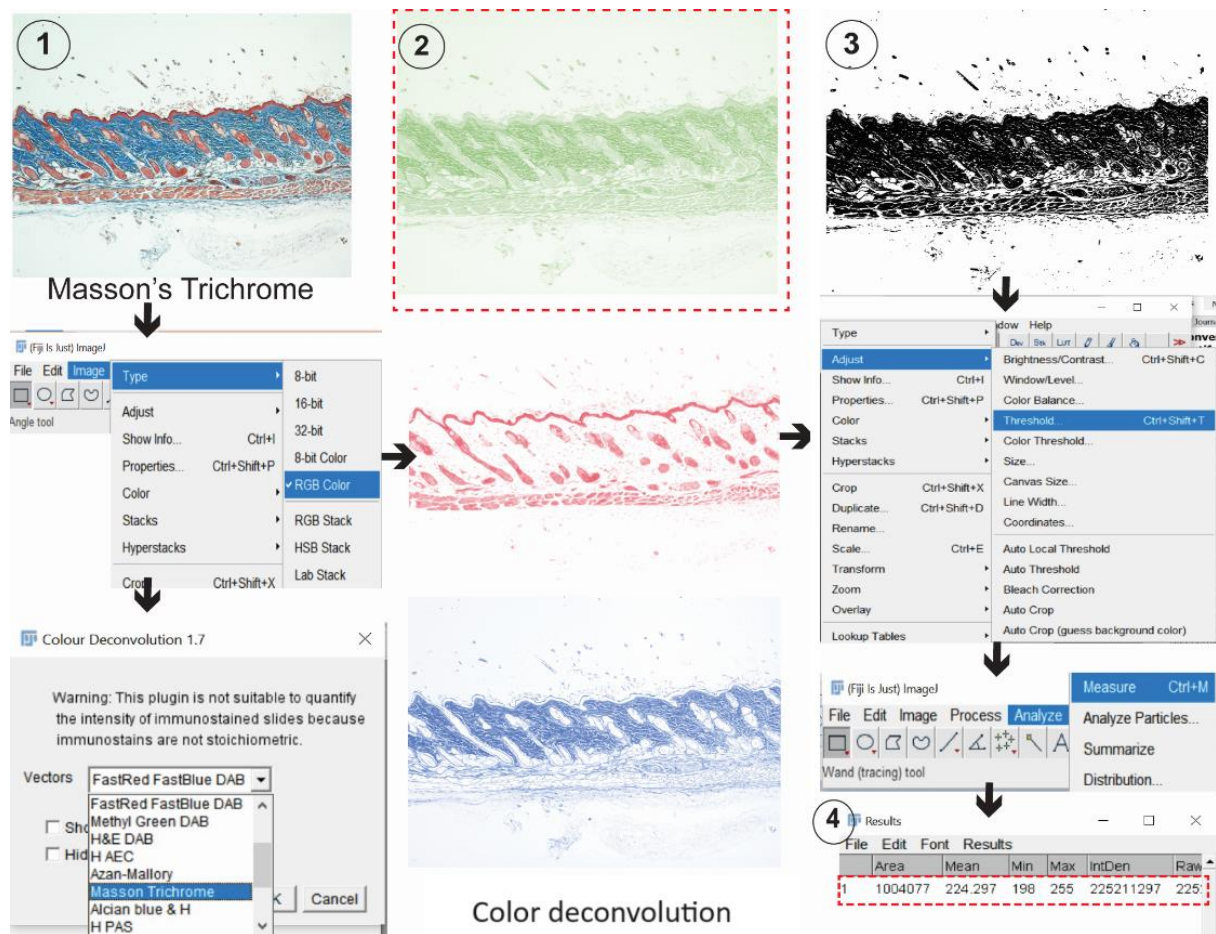 1
Masson's Trichrome
(Fiji Is Just) ImageJ
File Edit Image
Angle tool
Type
Adjust
Show Info... Ctrl+I
Properties... Ctrl+Shift+P
Color
Stacks
Hyperstacks
Crop Ctrl+Shift+X
8-bit
16-bit
32-bit
8-bit Color
RGB Color
RGB Stack
HSB Stack
Lab Stack
Colour Deconvolution 1.7
Warning: This plugin is not suitable to quantify
the intensity of immunostained slides because
immunostains are not stoichiometric.
Vectors FastRed FastBlue DAB
FastRed FastBlue DAB
Methyl Green DAB
H&E DAB
H AEC
Azan-Mallory
Masson Trichrome
Alcian blue & H
H PAS
Cancel
2
Color deconvolution
3
Help
Dev Stk LUT
Type
Adjust
Show Info... Ctrl+I
Properties... Ctrl+Shift+P
Color
Stacks
Hyperstacks
Crop Ctrl+Shift+X
Duplicate... Ctrl+Shift+D
Rename...
Scale... Ctrl+E
Transform
Zoom
Overlay
Lookup Tables
Brightness/Contrast... Ctrl+Shift+C
Window/Level...
Color Balance...
Threshold... Ctrl+Shift+T
Color Threshold...
Size...
Canvas Size...
Line Width...
Coordinates...
Auto Local Threshold
Auto Threshold
Bleach Correction
Auto Crop
Auto Crop (guess background color)
(Fiji Is Just) ImageJ
File Edit Image Process Analyze
Wand (tracing) tool
Measure Ctrl+M
Analyze Particles...
Summarize
Distribution...
4
Results
File Edit Font Results
Area Mean Min Max IntDen Raw
1 1004077 224.297 198 255 225211297